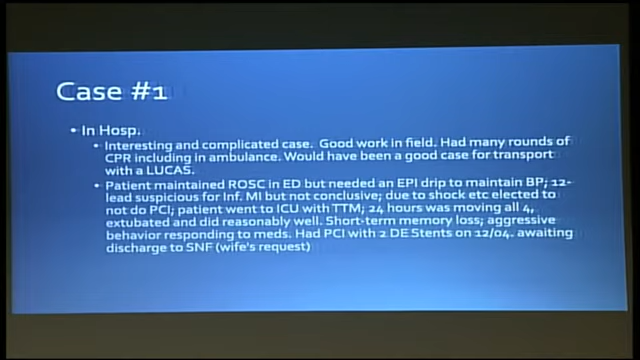 Case #1
• In Hosp.
• Interesting and complicated case. Good work in field. Had many rounds of
CPR including in ambulance. Would have been a good case for transport
with a LUCAS.
• Patient maintained ROSC in ED but needed an EPI drip to maintain BP; 12-
lead suspicious for Inf. MI but not conclusive; due to shock etc elected to
not do PCI; patient went to ICU with TTM; 24 hours was moving all 4,
extubated and did reasonably well. Short-term memory loss; aggressive
behavior responding to meds. Had PCI with 2 DE Stents on 12/04. awaiting
discharge to SNF (wife's request)